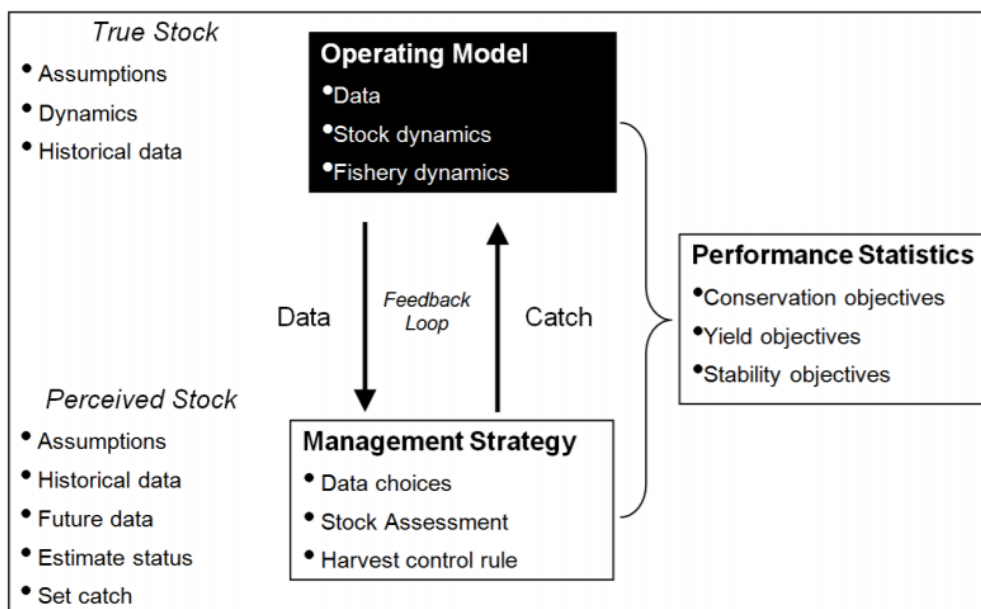 True Stock
• Assumptions
• Dynamics
• Historical data
Operating Model
•Data
•Stock dynamics
•Fishery dynamics
Data
Feedback
Loop
Catch
Performance Statistics
•Conservation objectives
•Yield objectives
•Stability objectives
Perceived Stock
• Assumptions
• Historical data
• Future data
• Estimate status
• Set catch
Management Strategy
• Data choices
• Stock Assessment
• Harvest control rule